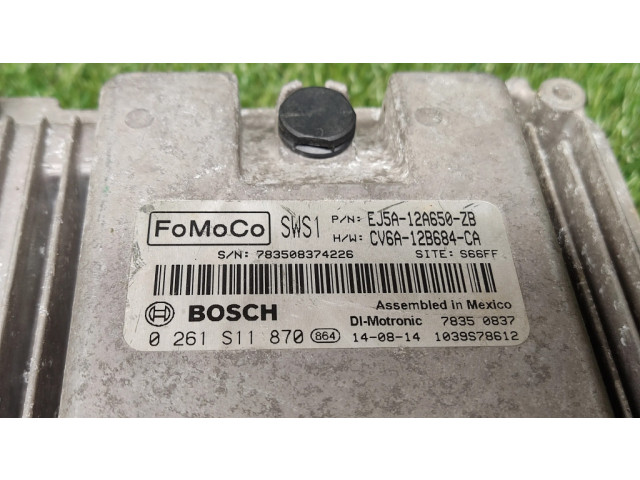 FoMoCo SWS1 P/N: EJ5A-12A650-ZB
H/W: CV6A-12B684-CA
S/N: 783508374226 SITE: S66FF
BOSCH Assembled in Mexico
DI-Motronic 7835 0837
0 261 S11 870 864 14-08-14 1039S78612